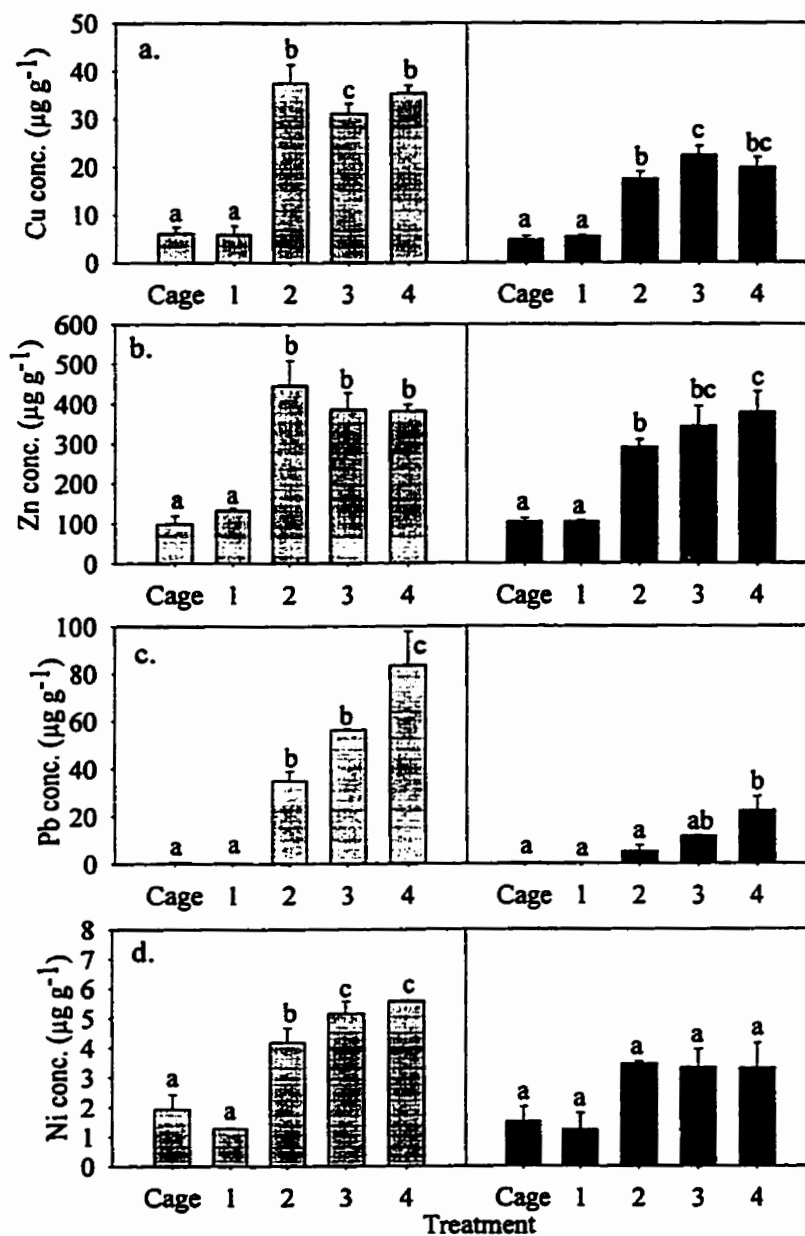 50
40
30
20
10
0
Cu conc. (µg g⁻¹)
a.
a a b c b
a a b c bc
Cage 1 2 3 4 Cage 1 2 3 4
600
500
400
300
200
100
0
Zn conc. (µg g⁻¹)
b.
a a b b b
a a b bc c
Cage 1 2 3 4 Cage 1 2 3 4
100
80
60
40
20
0
Pb conc. (µg g⁻¹)
c.
a a b b c
a a a ab b
Cage 1 2 3 4 Cage 1 2 3 4
8
7
6
5
4
3
2
1
0
Ni conc. (µg g⁻¹)
d.
a a b c c
a a a a a
Cage 1 2 3 4 Cage 1 2 3 4
Treatment